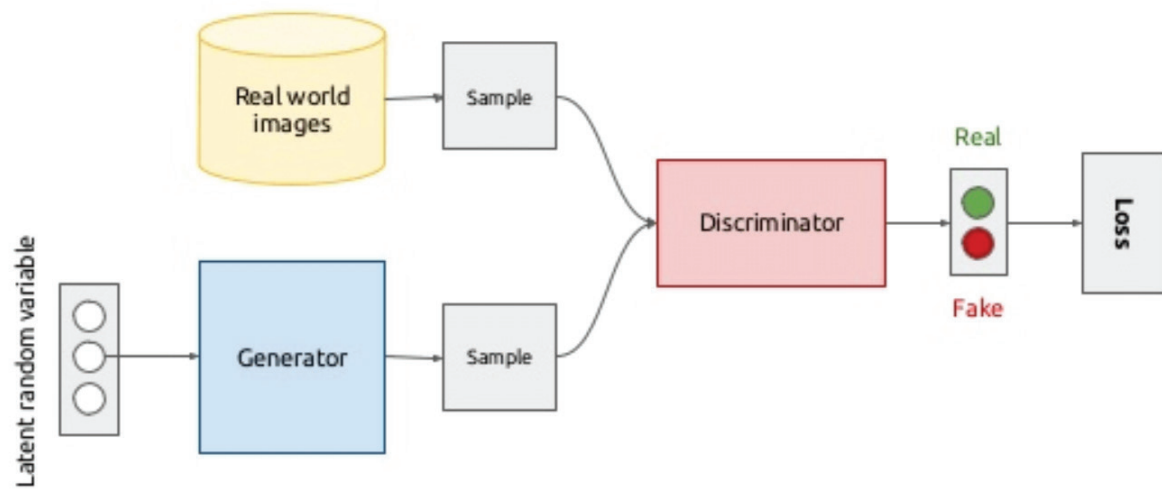 Real world
images
Sample
Real
Discriminator
Loss
Fake
Latent random variable
Generator
Sample